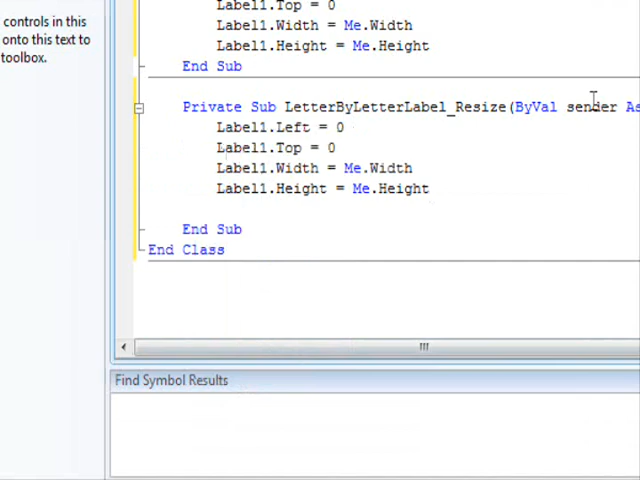 controls in this
onto this text to
toolbox.
Label1.Top = 0
Label1.Width = Me.Width
Label1.Height = Me.Height
End Sub
Private Sub LetterByLetterLabel_Resize(ByVal sender As
Label1.Left = 0
Label1.Top = 0
Label1.Width = Me.Width
Label1.Height = Me.Height
End Sub
End Class
Find Symbol Results